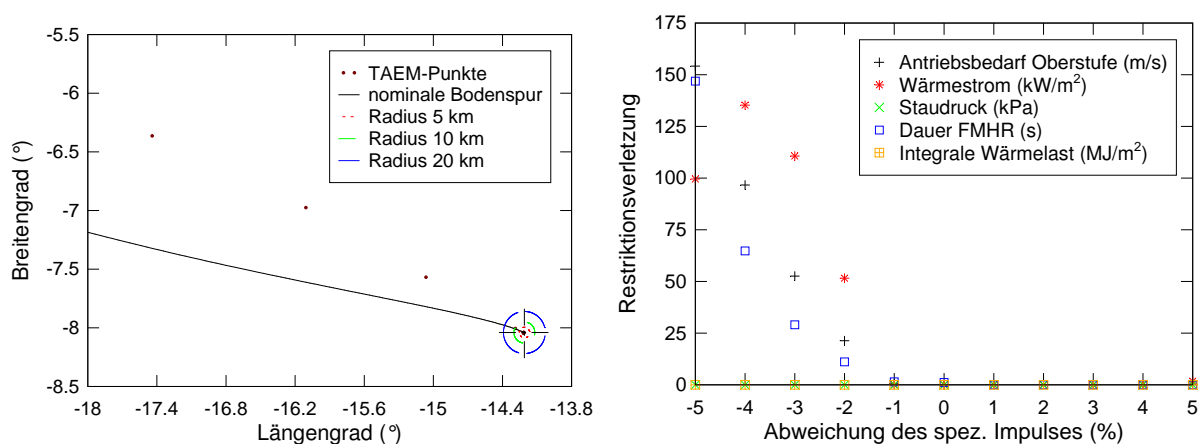 -5.5
-6
-6.5
-7
-7.5
-8
-8.5
Breitengrad (°)
-18
-17.4
-16.8
-16.2
-15.6
-15
-14.4
-13.8
Längengrad (°)
TAEM-Punkte
nominale Bodenspur
Radius 5 km
Radius 10 km
Radius 20 km
175
150
125
100
75
50
25
0
Restriktionsverletzung
-5
-4
-3
-2
-1
0
1
2
3
4
5
Abweichung des spez. Impulses (%)
Antriebsbedarf Oberstufe (m/s)
Wärmestrom (kW/m²)
Staudruck (kPa)
Dauer FMHR (s)
Integrale Wärmelast (MJ/m²)